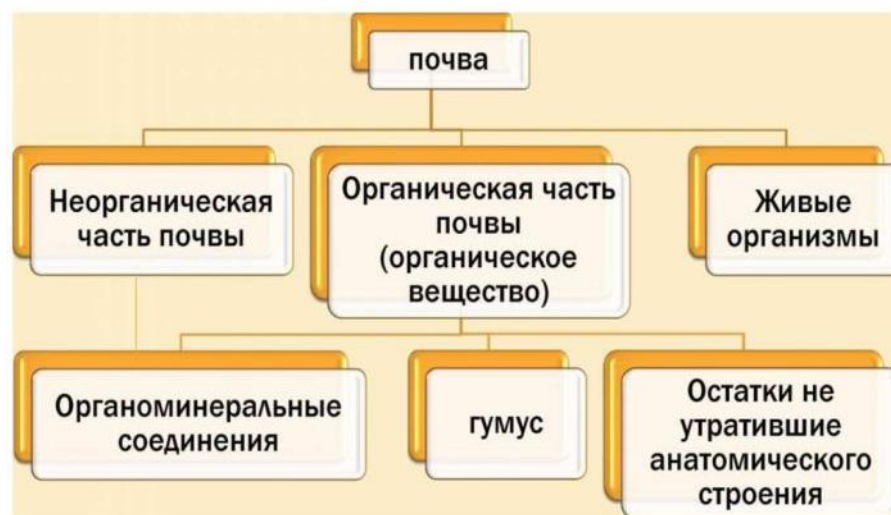 почва
Неорганическая
часть почвы
Органическая часть
почвы
(органическое
вещество)
Живые
организмы
Органоминеральные
соединения
гумус
Остатки не
утратившие
анатомического
строения